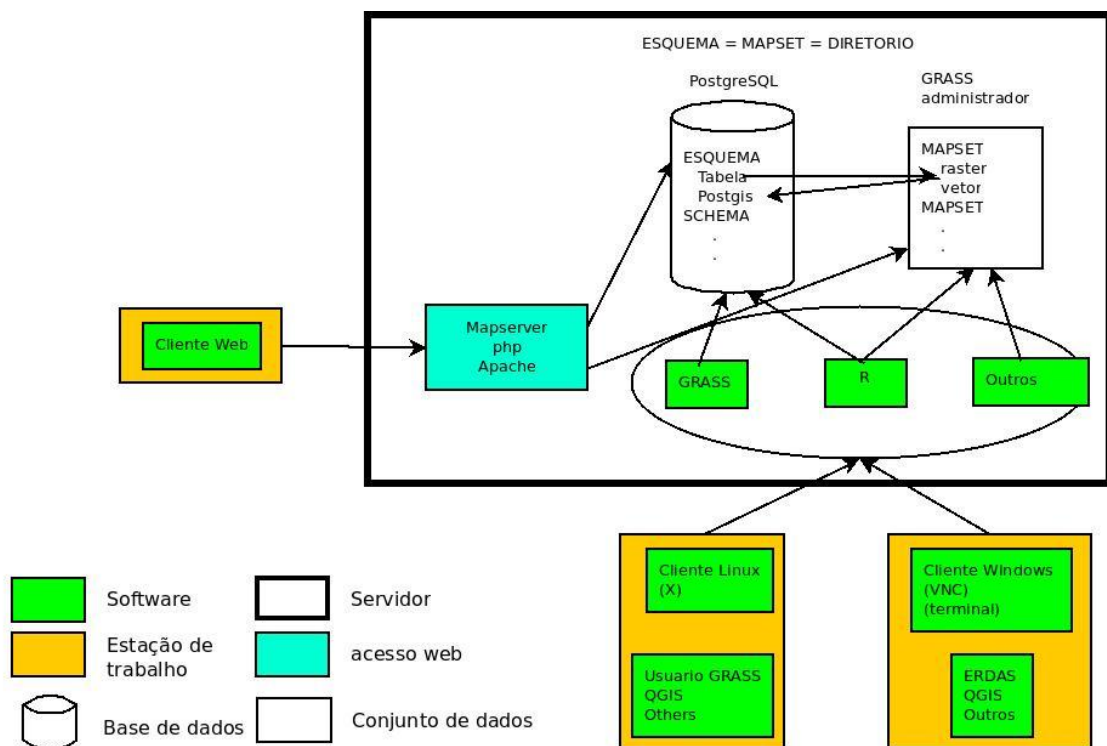 ESQUEMA = MAPSET = DIRETORIO
PostgreSQL
GRASS
administrador
ESQUEMA
Tabela
Postgis
SCHEMA
.
.
MAPSET
raster
vetor
MAPSET
.
.
Cliente Web
Mapserver
php
Apache
GRASS
R
Outros
Cliente Linux
(X)
Usuario GRASS
QGIS
Others
Cliente Windows
(VNC)
(terminal)
ERDAS
QGIS
Outros
Software
Servidor
Estação de
trabalho
acesso web
Base de dados
Conjunto de dados